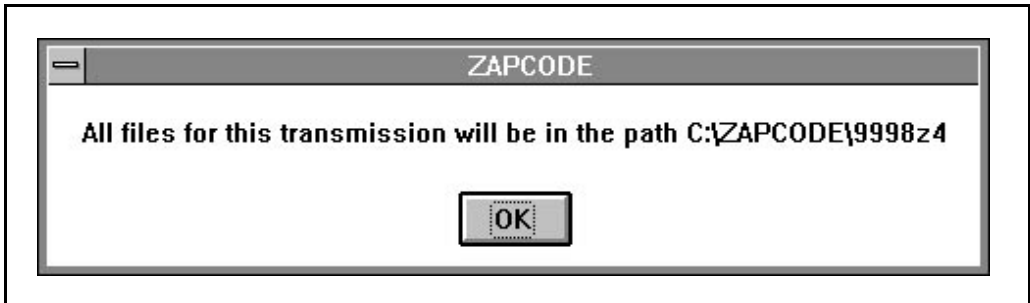 ZAPCODE
All files for this transmission will be in the path C:\ZAPCODE\9998z4
OK